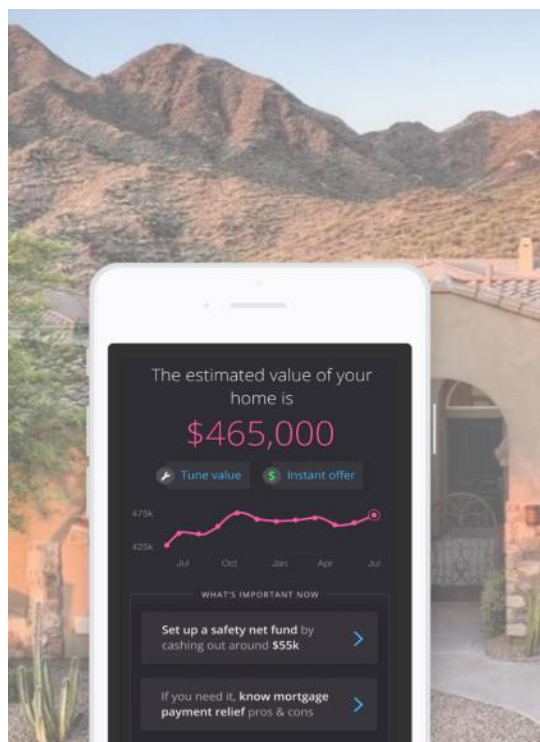 The estimated value of your
home is
$465,000
Tune value
$ Instant offer
475k
425k
Jul Oct Jan Apr Jul
WHAT'S IMPORTANT NOW
Set up a safety net fund by
cashing out around $55k
If you need it, know mortgage
payment relief pros & cons